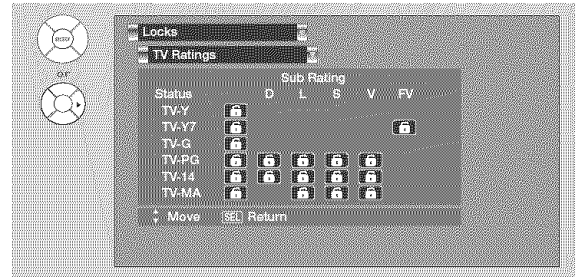 Locks
TV Ratings
Sub Rating
Status D L S V FV
TV-Y
TV-Y7
TV-G
TV-PG
TV-14
TV-MA
Move SEL Return
or